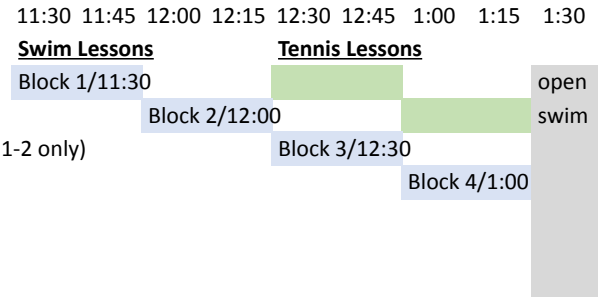 11:30 11:45 12:00 12:15 12:30 12:45 1:00 1:15 1:30
Swim Lessons Tennis Lessons
Block 1/11:30 open
Block 2/12:00 swim
1-2 only) Block 3/12:30
Block 4/1:00